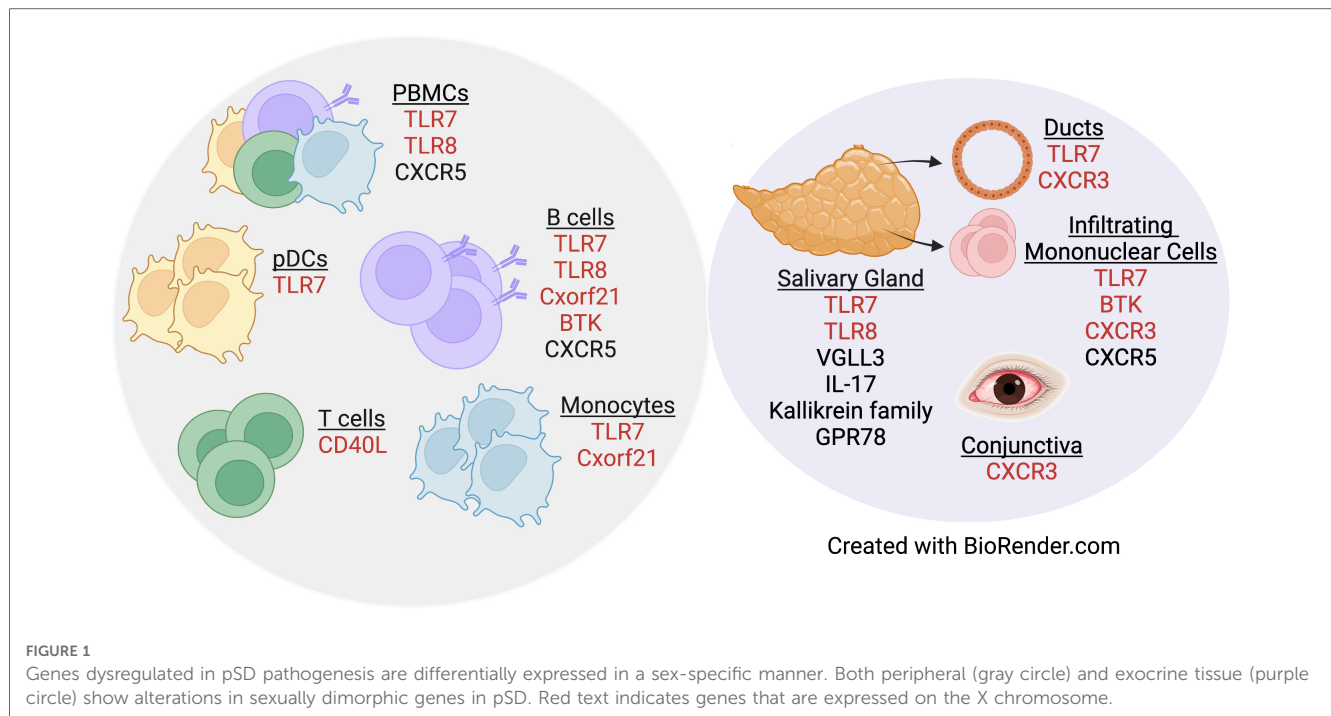 PBMCs
TLR7
TLR8
CXCR5
pDCs
TLR7
B cells
TLR7
TLR8
Cxorf21
BTK
CXCR5
T cells
CD40L
Monocytes
TLR7
Cxorf21
Ducts
TLR7
CXCR3
Infiltrating
Mononuclear Cells
TLR7
BTK
CXCR3
CXCR5
Salivary Gland
TLR7
TLR8
VGLL3
IL-17
Kallikrein family
GPR78
Conjunctiva
CXCR3
Created with BioRender.com
FIGURE 1
Genes dysregulated in pSD pathogenesis are differentially expressed in a sex-specific manner. Both peripheral (gray circle) and exocrine tissue (purple
circle) show alterations in sexually dimorphic genes in pSD. Red text indicates genes that are expressed on the X chromosome.